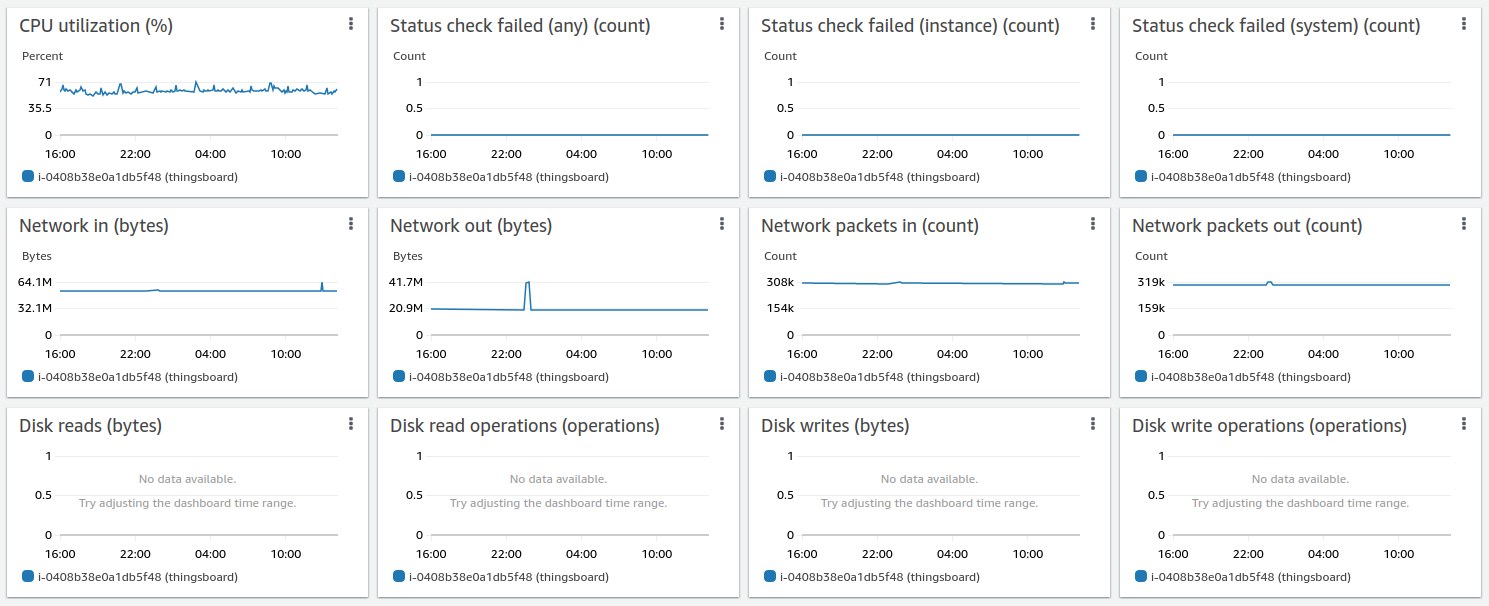 CPU utilization (%)
Percent
71
35.5
0
16:00 22:00 04:00 10:00
i-0408b38e0a1db5f48 (thingsboard)
Status check failed (any) (count)
Count
1
0.5
0
16:00 22:00 04:00 10:00
i-0408b38e0a1db5f48 (thingsboard)
Status check failed (instance) (count)
Count
1
0.5
0
16:00 22:00 04:00 10:00
i-0408b38e0a1db5f48 (thingsboard)
Status check failed (system) (count)
Count
1
0.5
0
16:00 22:00 04:00 10:00
i-0408b38e0a1db5f48 (thingsboard)
Network in (bytes)
Bytes
64.1M
32.1M
0
16:00 22:00 04:00 10:00
i-0408b38e0a1db5f48 (thingsboard)
Network out (bytes)
Bytes
41.7M
20.9M
0
16:00 22:00 04:00 10:00
i-0408b38e0a1db5f48 (thingsboard)
Network packets in (count)
Count
308k
154k
0
16:00 22:00 04:00 10:00
i-0408b38e0a1db5f48 (thingsboard)
Network packets out (count)
Count
319k
159k
0
16:00 22:00 04:00 10:00
i-0408b38e0a1db5f48 (thingsboard)
Disk reads (bytes)
1
No data available.
0.5
Try adjusting the dashboard time range.
0
16:00 22:00 04:00 10:00
i-0408b38e0a1db5f48 (thingsboard)
Disk read operations (operations)
1
No data available.
0.5
Try adjusting the dashboard time range.
0
16:00 22:00 04:00 10:00
i-0408b38e0a1db5f48 (thingsboard)
Disk writes (bytes)
1
No data available.
0.5
Try adjusting the dashboard time range.
0
16:00 22:00 04:00 10:00
i-0408b38e0a1db5f48 (thingsboard)
Disk write operations (operations)
1
No data available.
0.5
Try adjusting the dashboard time range.
0
16:00 22:00 04:00 10:00
i-0408b38e0a1db5f48 (thingsboard)